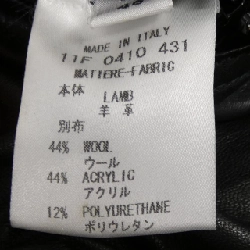 MADE IN ITALY
11F 0410 431
MATIERE-FABRIC
本体 LAMB
羊革
別布
44% WOOL
ウール
44% ACRYLIC
アクリル
12% POLYURETHANE
ポリウレタン